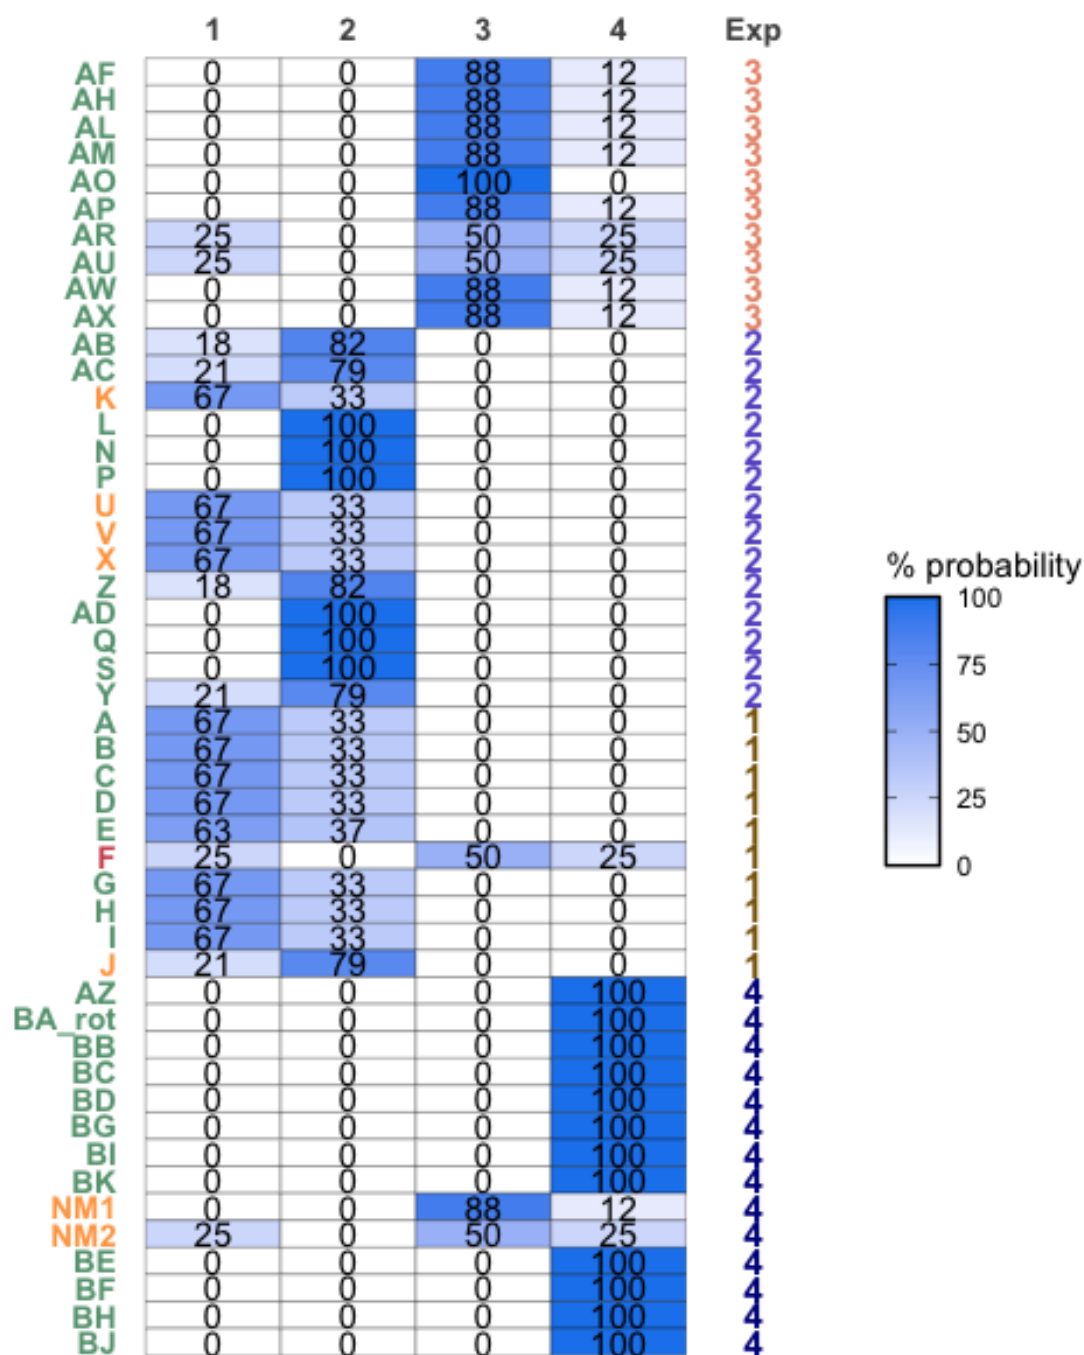 1 2 3 4 Exp
AF 0 0 88 12 3
AH 0 0 88 12 3
AL 0 0 88 12 3
AM 0 0 88 12 3
AO 0 0 100 0 3
AP 0 0 88 12 3
AR 25 0 50 25 3
AU 25 0 50 25 3
AW 0 0 88 12 3
AX 0 0 88 12 3
AB 18 82 0 0 2
AC 21 79 0 0 2
K 67 33 0 0 2
L 0 100 0 0 2
N 0 100 0 0 2
P 0 100 0 0 2
U 67 33 0 0 2
V 67 33 0 0 2
X 67 33 0 0 2
Z 18 82 0 0 2
AD 0 100 0 0 2
Q 0 100 0 0 2
S 0 100 0 0 2
Y 21 79 0 0 2
A 67 33 0 0 1
B 67 33 0 0 1
C 67 33 0 0 1
D 67 33 0 0 1
E 63 37 0 0 1
F 25 0 50 25 1
G 67 33 0 0 1
H 67 33 0 0 1
I 67 33 0 0 1
J 21 79 0 0 1
AZ 0 0 0 100 4
BA_rot 0 0 0 100 4
BB 0 0 0 100 4
BC 0 0 0 100 4
BD 0 0 0 100 4
BG 0 0 0 100 4
BI 0 0 0 100 4
BK 0 0 0 100 4
NM1 0 0 88 12 4
NM2 25 0 50 25 4
BE 0 0 0 100 4
BF 0 0 0 100 4
BH 0 0 0 100 4
BJ 0 0 0 100 4
% probability
100
75
50
25
0